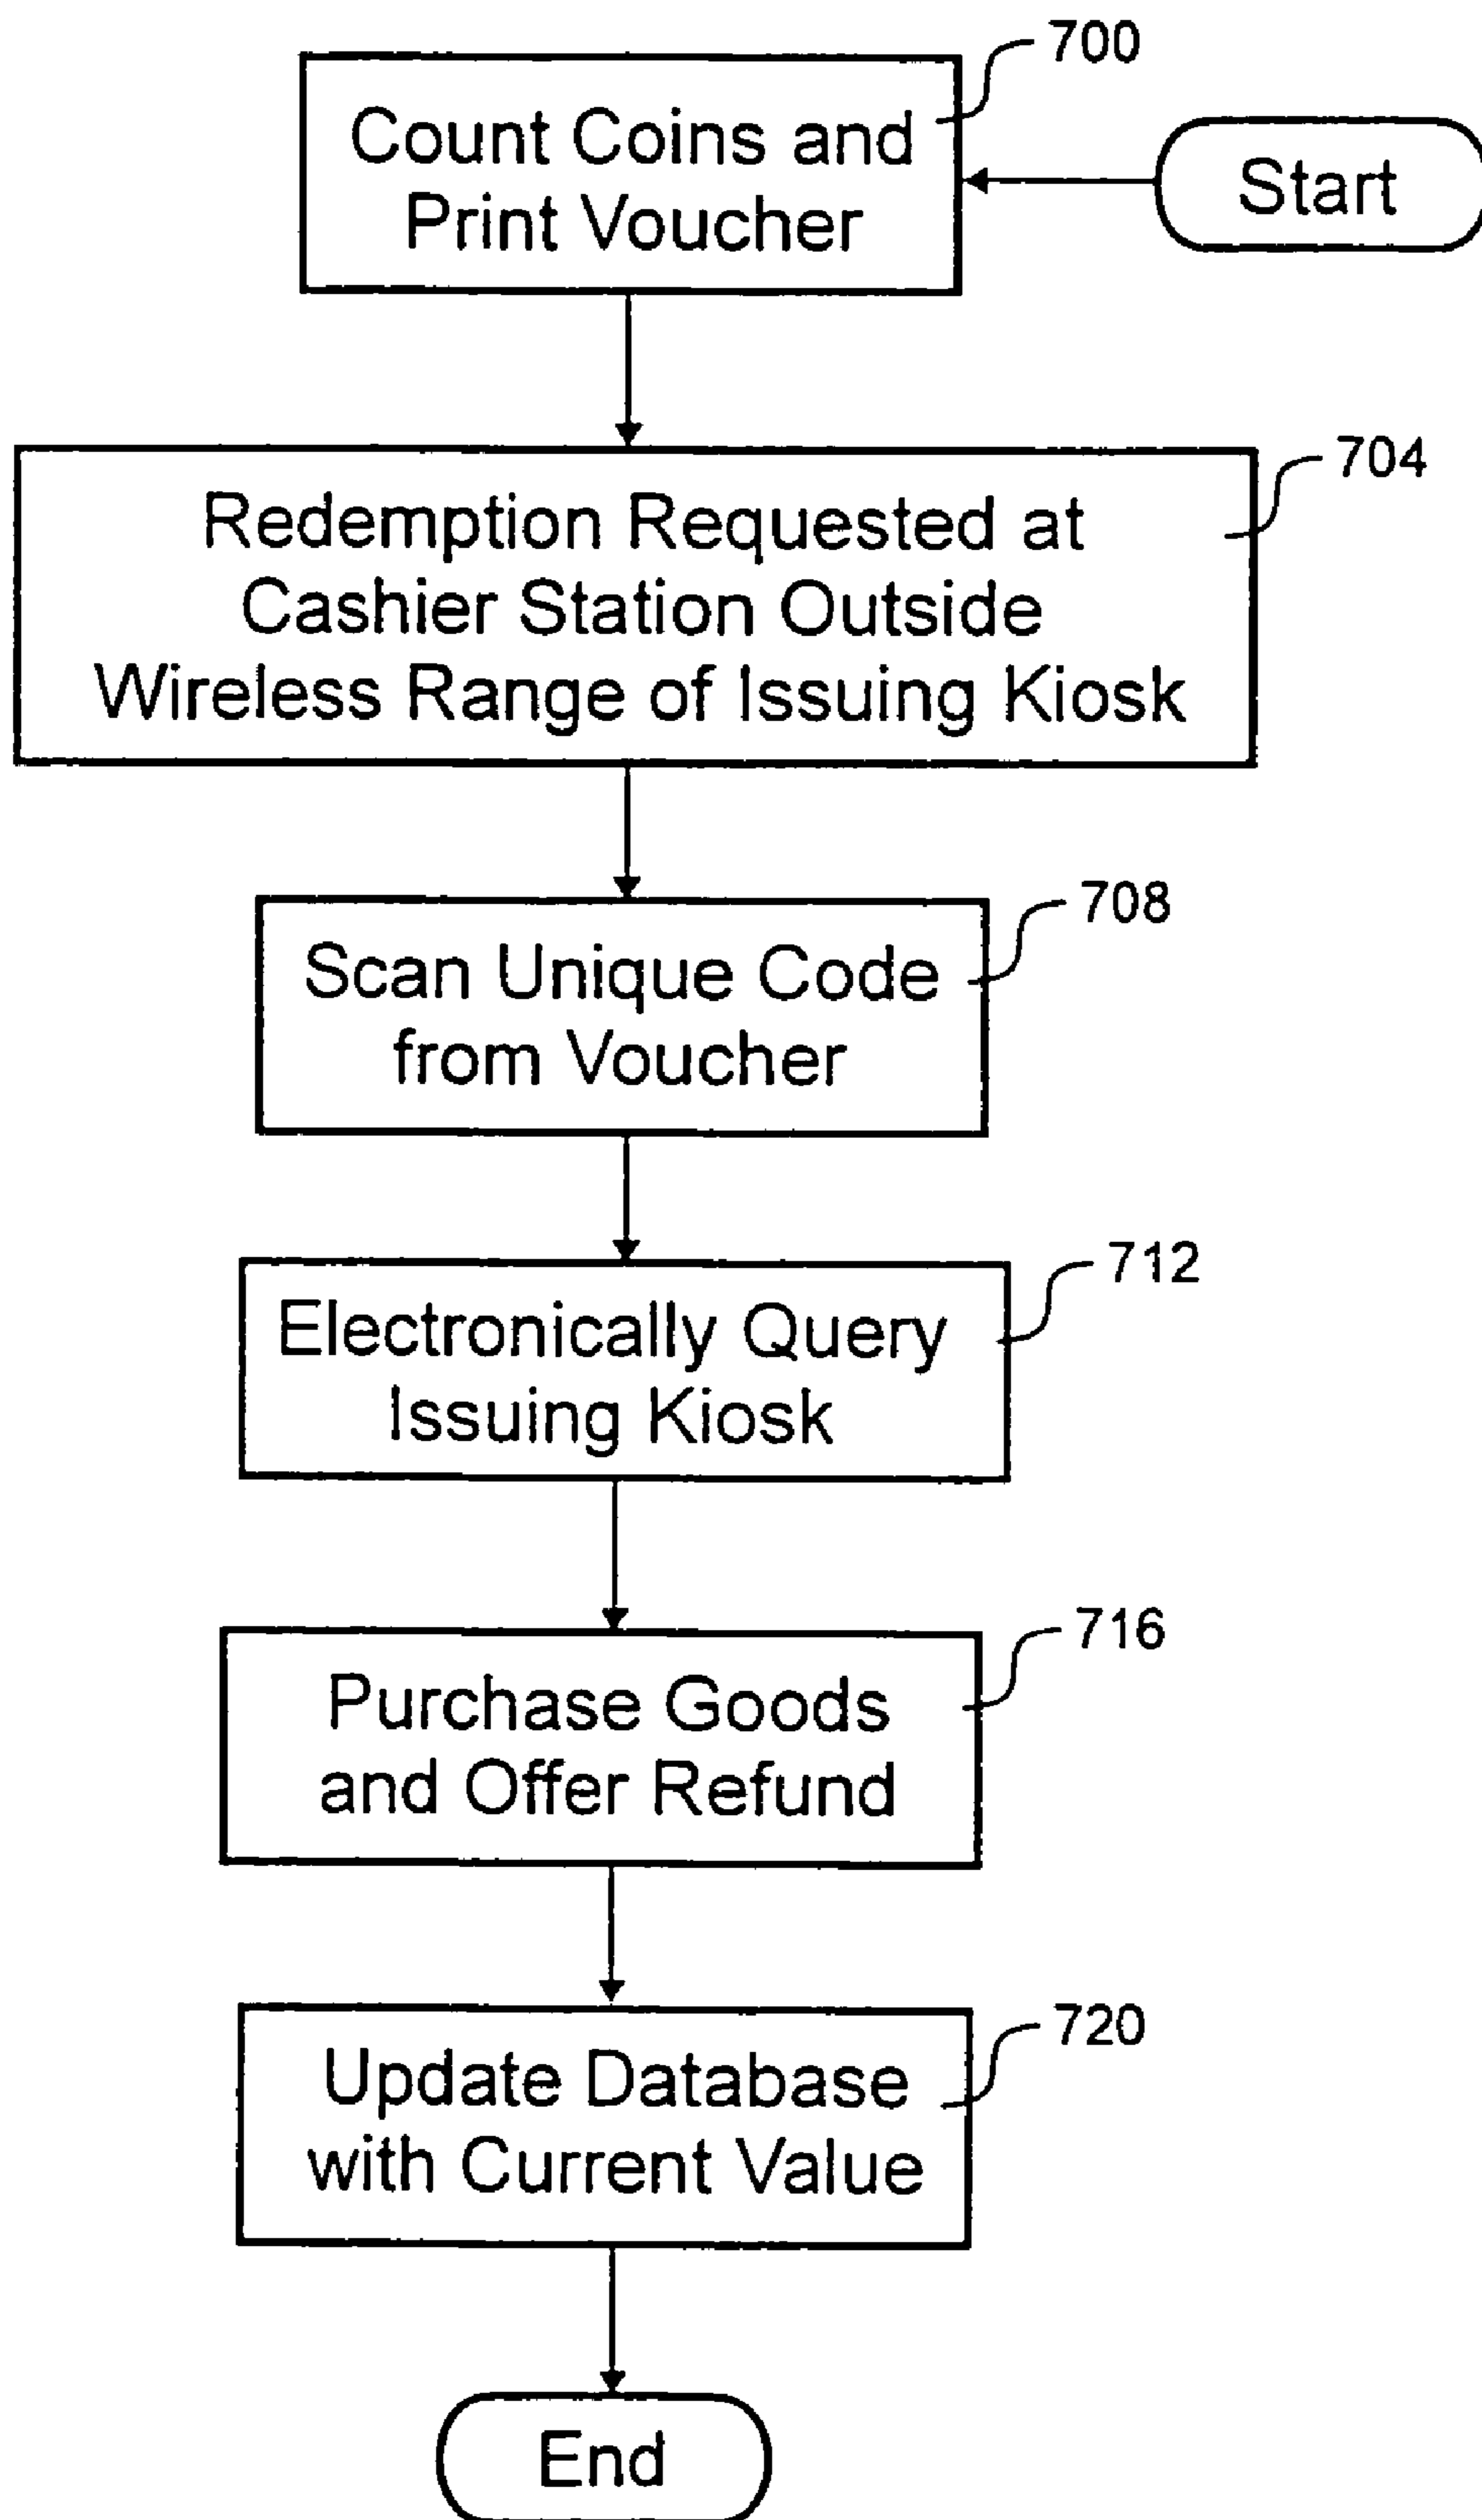 700
Count Coins and
Print Voucher
Start
704
Redemption Requested at
Cashier Station Outside
Wireless Range of Issuing Kiosk
708
Scan Unique Code
from Voucher
712
Electronically Query
Issuing Kiosk
716
Purchase Goods
and Offer Refund
720
Update Database
with Current Value
End